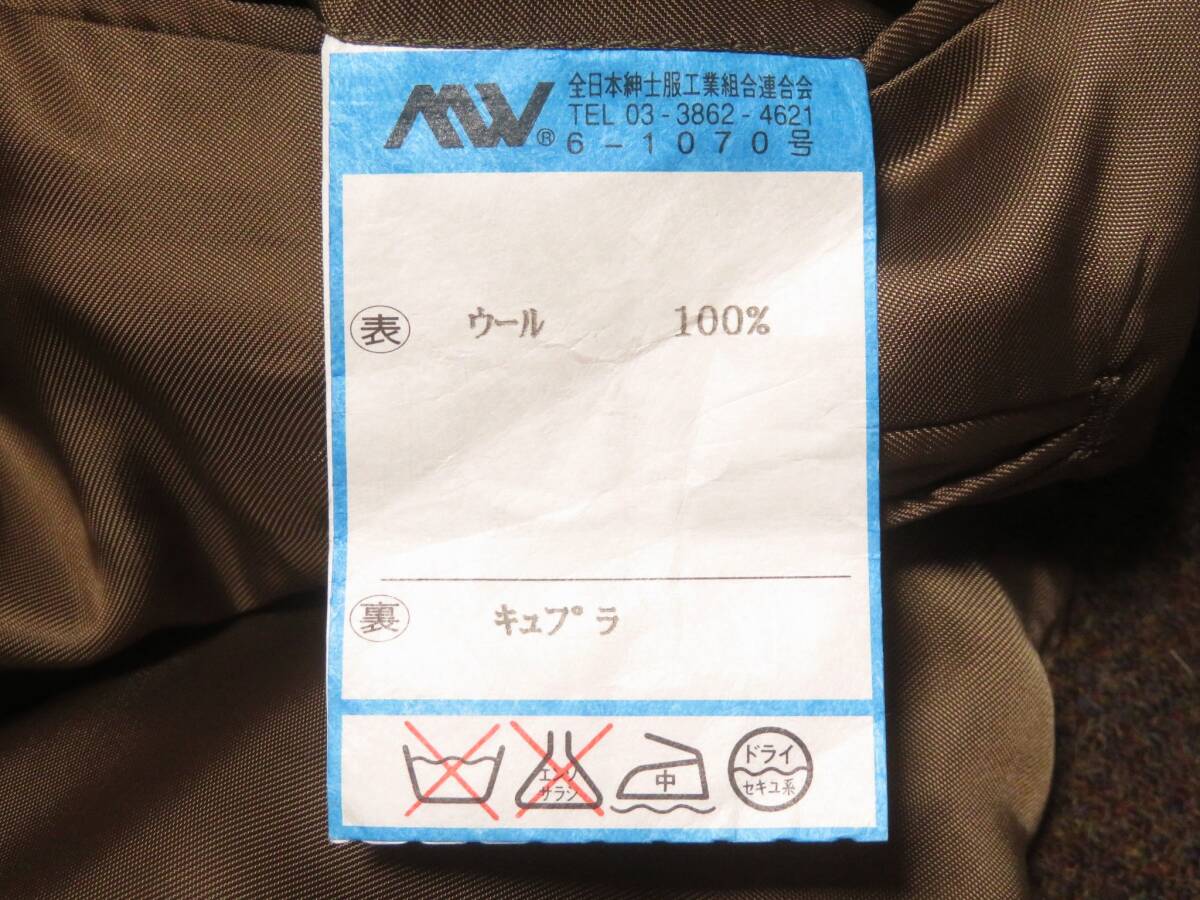 MW®
全日本紳士服工業組合連合会
TEL 03-3862-4621
6-1070号
表 ウール 100%
裏 キュプラ
エンソ
サラシ
中
ドライ
セキユ系